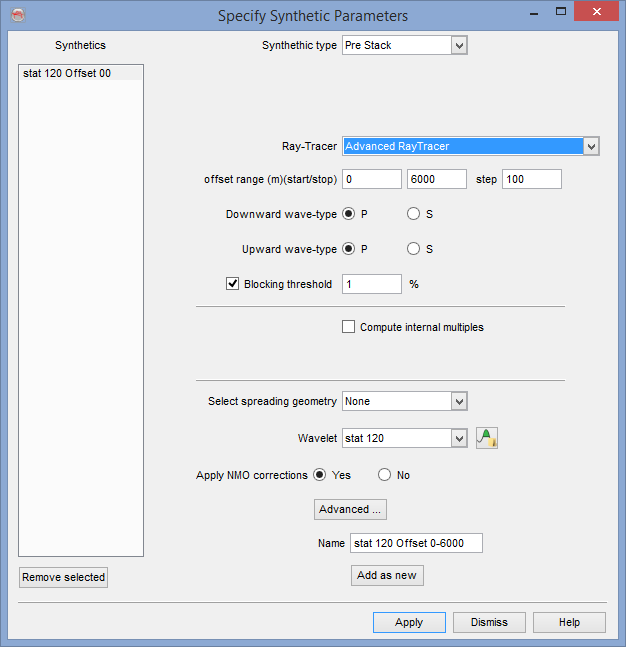 Specify Synthetic Parameters
Synthetics
Synthethic type Pre Stack
stat 120 Offset 00
Ray-Tracer Advanced RayTracer
offset range (m)(start/stop) 0 6000 step 100
Downward wave-type P S
Upward wave-type P S
Blocking threshold 1 %
Compute internal multiples
Select spreading geometry None
Wavelet stat 120
Apply NMO corrections Yes No
Advanced ...
Name stat 120 Offset 0-6000
Remove selected
Add as new
Apply Dismiss Help